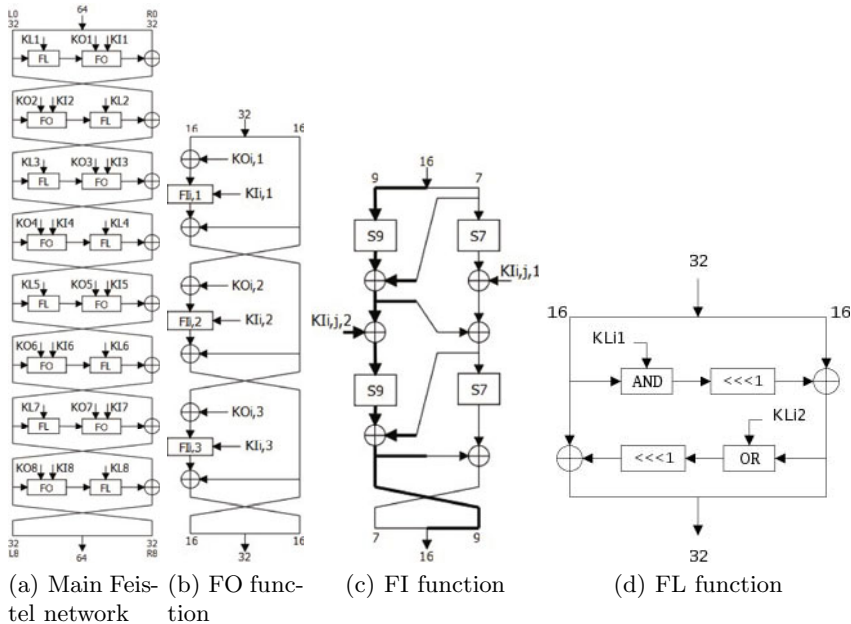 L0 64 R0
32 32
KL1 KO1 KI1
FL FO
KO2 KI2 KL2
FO FL
KL3 KO3 KI3
FL FO
KO4 KI4 KL4
FO FL
KL5 KO5 KI5
FL FO
KO6 KI6 KL6
FO FL
KL7 KO7 KI7
FL FO
KO8 KI8 KL8
FO FL
32 32
L8 64 R8
32
16 16
KOi,1
FIi,1 KIi,1
KOi,2
FIi,2 KIi,2
KOi,3
FIi,3 KIi,3
16 32 16
16
9 7
S9 S7
KIi,j,1
KIi,j,2
S9 S7
7 16 9
32
16 16
KLi1
AND <<<1
KLi2
<<<1 OR
32
(a) Main Feis-
tel network
(b) FO func-
tion
(c) FI function
(d) FL function